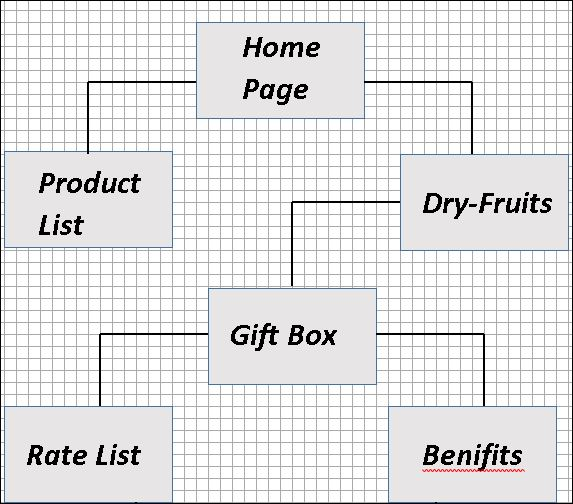 Home
Page
Product
List
Dry-Fruits
Gift Box
Rate List
Benifits